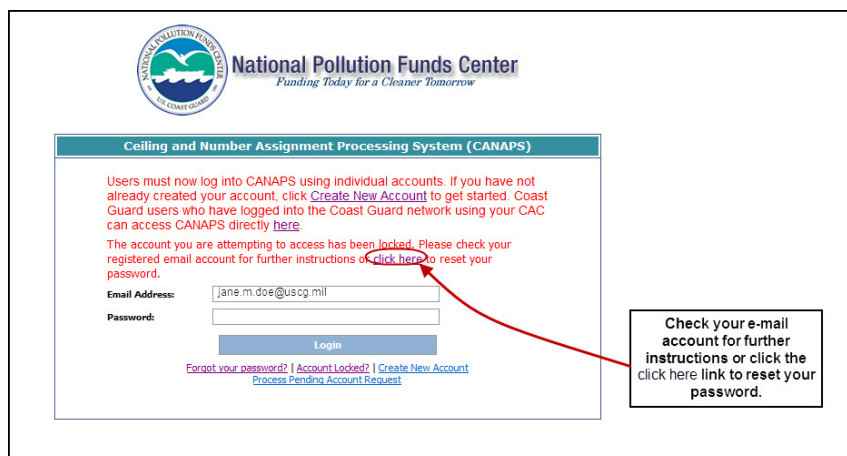 NATIONAL POLLUTION FUNDS CENTER
U.S. COAST GUARD
National Pollution Funds Center
Funding Today for a Cleaner Tomorrow
Ceiling and Number Assignment Processing System (CANAPS)
Users must now log into CANAPS using individual accounts. If you have not
already created your account, click Create New Account to get started. Coast
Guard users who have logged into the Coast Guard network using your CAC
can access CANAPS directly here.
The account you are attempting to access has been locked. Please check your
registered email account for further instructions or click here to reset your
password.
Email Address:
jane.m.doe@uscg.mil
Password:
Login
Forgot your password? | Account Locked? | Create New Account
Process Pending Account Request
Check your e-mail
account for further
instructions or click the
click here link to reset your
password.